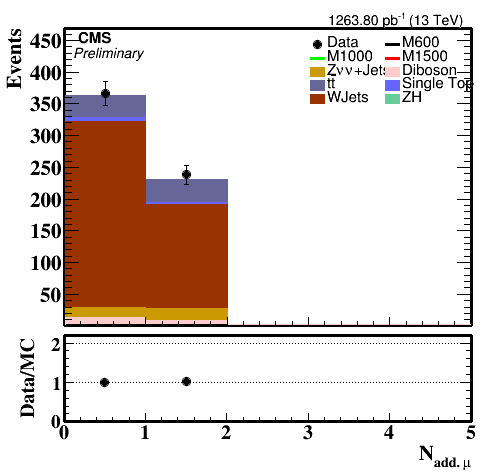 1263.80 pb⁻¹ (13 TeV)
CMS
Preliminary
Data
M600
M1000
M1500
Zνν+Jets
Diboson
tt
Single Top
WJets
ZH
Events
450
400
350
300
250
200
150
100
50
Data/MC
2
1
0
0 1 2 3 4 5
N add. μ